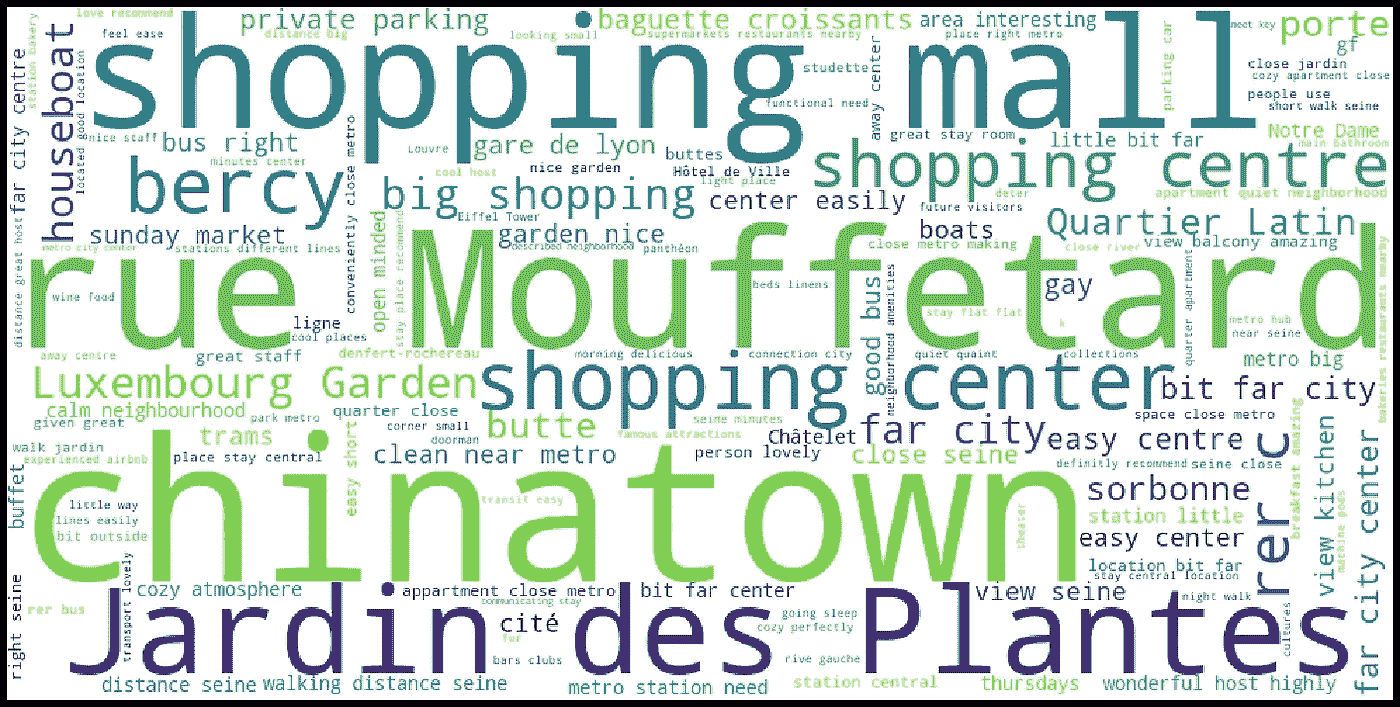 love recommend
private parking
baguette croissants
area interesting
meet key
porte
feel ease
distance big
looking small
supermarkets restaurants nearby
place right metro
gf
shopping mall
station bakery
far city centre
houseboat
located good location
studette
away center
parking car
close jardin
cozy apartment close
people use
short walk seine
functional need
nice staff
bus right
conveniently close metro
Louvre
gare de lyon
buttes
great stay room
little bit far
Notre Dame
main bathroom
minutes center
cool host
nice garden
Hôtel de Ville
light place
shopping centre
bercy
big shopping
center easily
deter
apartment quiet neighborhood
future visitors
Eiffel Tower
sunday market
garden nice
boats
Quartier Latin
metro city center
stations different lines
described neighborhood
panthéon
close metro making
close river
view balcony amazing
distance great host
open minded
stay place recommend
rue Mouffetard
wine food
beds linens
good bus
neighborhood amenities
gay
quarter apartment
bakeries restaurants nearby
ligne
cool places
stay flat flat
k
metro hub
near seine
away centre
great staff
denfert-rochereau
morning delicious
connection city
quiet quaint
collections
metro big
Luxembourg Garden
shopping center
bit far city
calm neighbourhood
park metro
quarter close
seine minutes
space close metro
given great
corner small
butte
trams
doorman
famous attractions
Châtelet
far city
easy centre
walk jardin
experienced airbnb
place stay central
easy short
clean near metro
person lovely
close seine
definitly recommend
seine close
rer c
breakfast amazing
view kitchen
far city center
buffet
chinatown
little way
lines easily
bit outside
transit easy
theater
sorbonne
station little
machine pods
easy center
location bit far
stay central location
right seine
transport lovely
cozy atmosphere
appartment close metro
bit far center
view seine
night walk
communicating stay
rer bus
Jardin des Plantes
cité
fur
going sleep
cozy perfectly
cultures
bars clubs
rive gauche
distance seine
walking distance seine
metro station need
station central
thursdays
wonderful host highly